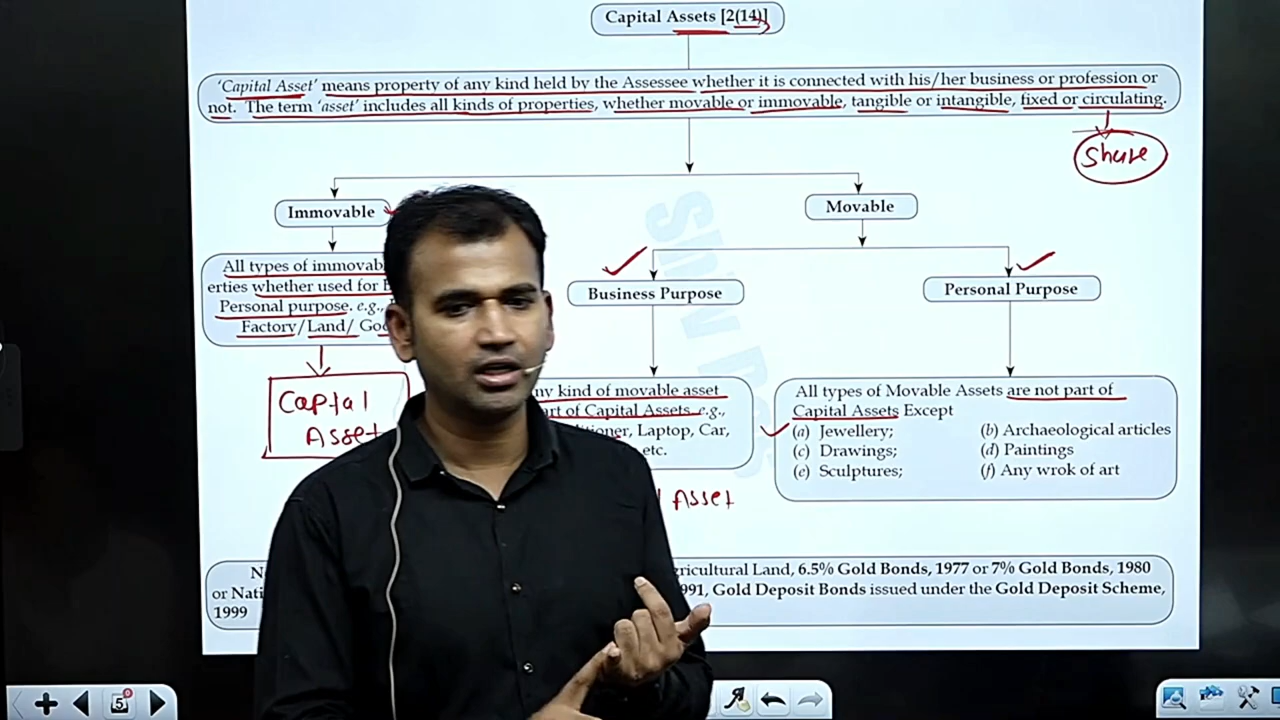 Capital Assets [2(14)]
'Capital Asset' means property of any kind held by the Assessee whether it is connected with his/her business or profession or
not. The term 'asset' includes all kinds of properties, whether movable or immovable, tangible or intangible, fixed or circulating.
Share
Immovable
Movable
All types of immovab
erties whether used for
Personal purpose. e.g.,
Factory/Land/ Go
Capital
Asset
Business Purpose
Personal Purpose
ny kind of movable asset
art of Capital Assets e.g.,
tioner, Laptop, Car,
etc.
Asset
All types of Movable Assets are not part of
Capital Assets Except
(a) Jewellery; (b) Archaeological articles
(c) Drawings; (d) Paintings
(e) Sculptures; (f) Any wrok of art
N
gricultural Land, 6.5% Gold Bonds, 1977 or 7% Gold Bonds, 1980
or Nati
991, Gold Deposit Bonds issued under the Gold Deposit Scheme,
1999
5